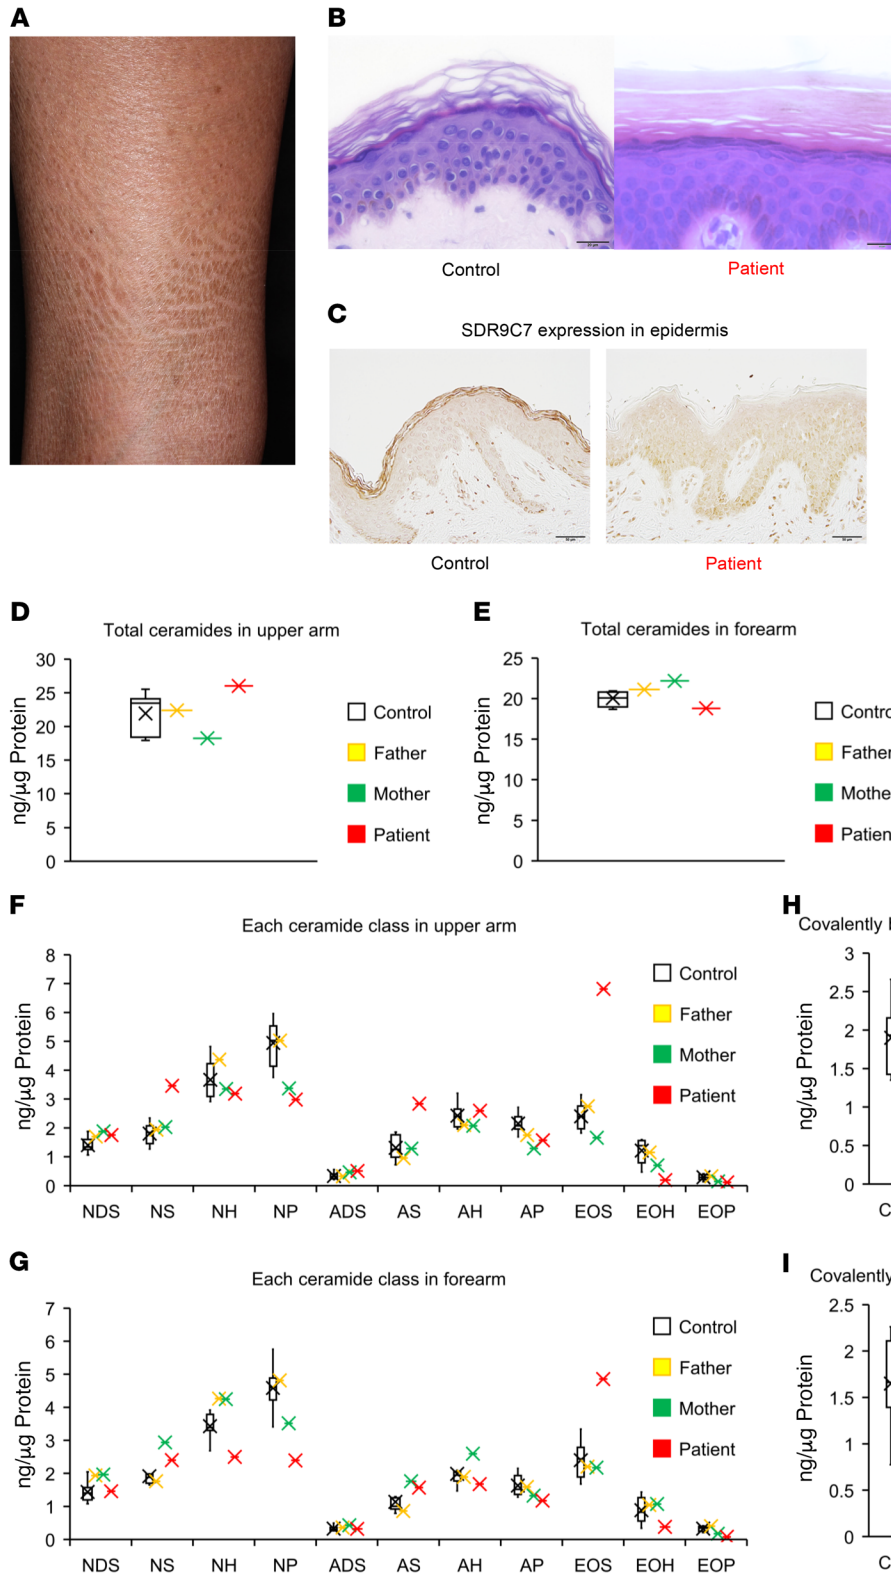 A
B
Control
Patient
C
SDR9C7 expression in epidermis
Control
Patient
D
Total ceramides in upper arm
ng/μg Protein
30
25
20
15
10
5
0
Control
Father
Mother
Patient
E
Total ceramides in forearm
ng/μg Protein
25
20
15
10
5
0
Contro
Father
Mothe
Patien
F
Each ceramide class in upper arm
ng/μg Protein
8
7
6
5
4
3
2
1
0
NDS NS NH NP ADS AS AH AP EOS EOH EOP
Control
Father
Mother
Patient
H
Covalently
ng/μg Protein
3
2.5
2
1.5
1
0.5
0
C
G
Each ceramide class in forearm
ng/μg Protein
7
6
5
4
3
2
1
0
NDS NS NH NP ADS AS AH AP EOS EOH EOP
Control
Father
Mother
Patient
I
Covalently
ng/μg Protein
2.5
2
1.5
1
0.5
0
C